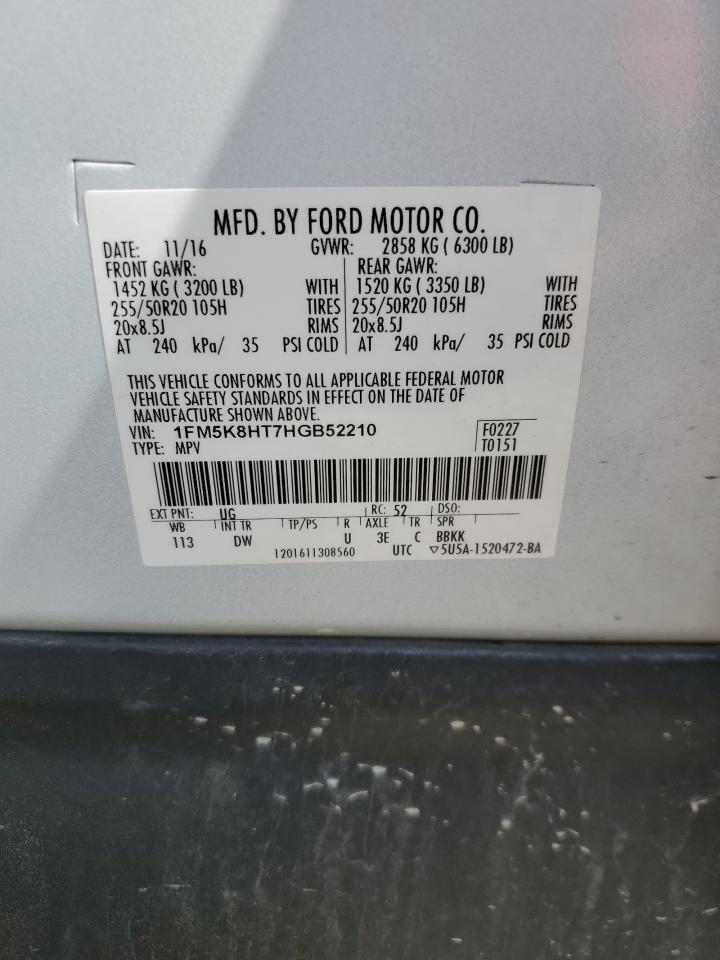 MFD. BY FORD MOTOR CO.
DATE: 11/16 GVWR: 2858 KG ( 6300 LB)
FRONT GAWR: REAR GAWR:
1452 KG ( 3200 LB) WITH 1520 KG ( 3350 LB) WITH
255/50R20 105H TIRES 255/50R20 105H TIRES
20x8.5J RIMS 20x8.5J RIMS
AT 240 kPa/ 35 PSI COLD AT 240 kPa/ 35 PSI COLD
THIS VEHICLE CONFORMS TO ALL APPLICABLE FEDERAL MOTOR
VEHICLE SAFETY STANDARDS IN EFFECT ON THE DATE OF
MANUFACTURE SHOWN ABOVE.
VIN: 1FM5K8HT7HGB52210 F0227
TYPE: MPV T0151
EXT PNT: UG RC: 52 DSO:
WB INT TR TP/PS R AXLE TR SPR
113 DW U 3E C BBKK
1201611308560 UTC ▽5U5A-1520472-BA